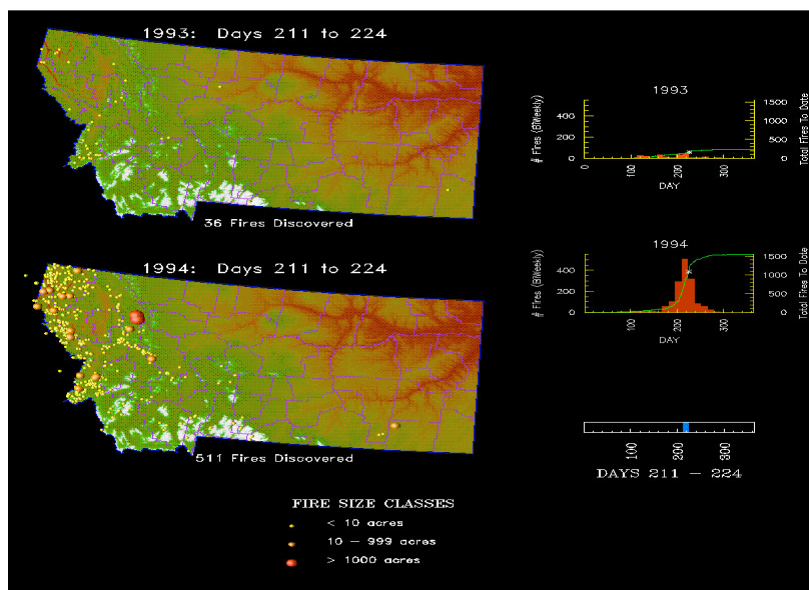 1993:  Days 211 to 224
36 Fires Discovered
1993
# Fires (BiWeekly)
400
200
0
1500
1000
500
0
Total Fires To Date
0
100
200
300
DAY
1994:  Days 211 to 224
511 Fires Discovered
1994
# Fires (BiWeekly)
400
200
0
1500
1000
500
0
Total Fires To Date
0
100
200
300
DAY
100
200
300
DAYS 211 - 224
FIRE SIZE CLASSES
< 10 acres
10 - 999 acres
> 1000 acres